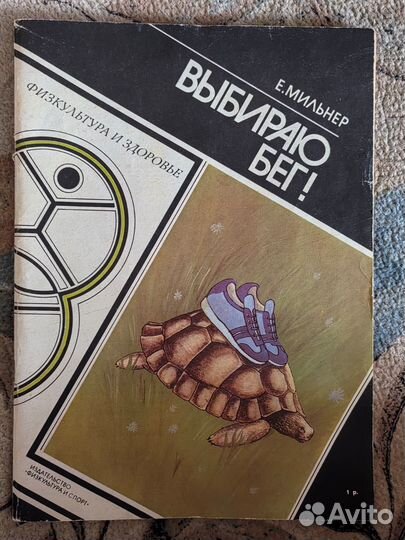 Е.МИЛЬНЕР
ВЫБИРАЮ
БЕГ!
ФИЗКУЛЬТУРА И ЗДОРОВЬЕ
ИЗДАТЕЛЬСТВО
«ФИЗКУЛЬТУРА И СПОРТ»
1 р.
Avito